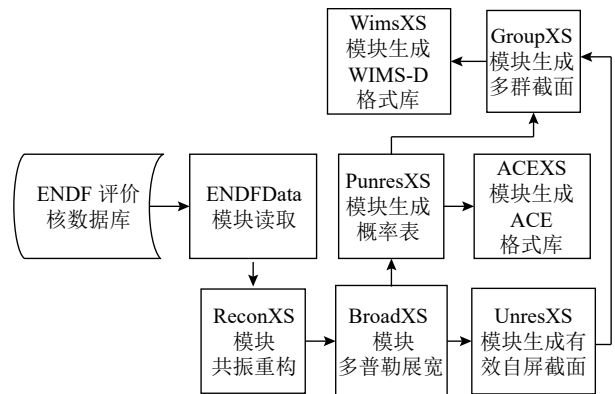 WimsXS
模块生成
WIMS-D
格式库
GroupXS
模块生成
多群截面
ENDF 评价
核数据库
ENDFData
模块读取
PunresXS
模块生成
概率表
ACEXS
模块生成
ACE
格式库
ReconXS
模块
共振重构
BroadXS
模块
多普勒展宽
UnresXS
模块生成有
效自屏截面